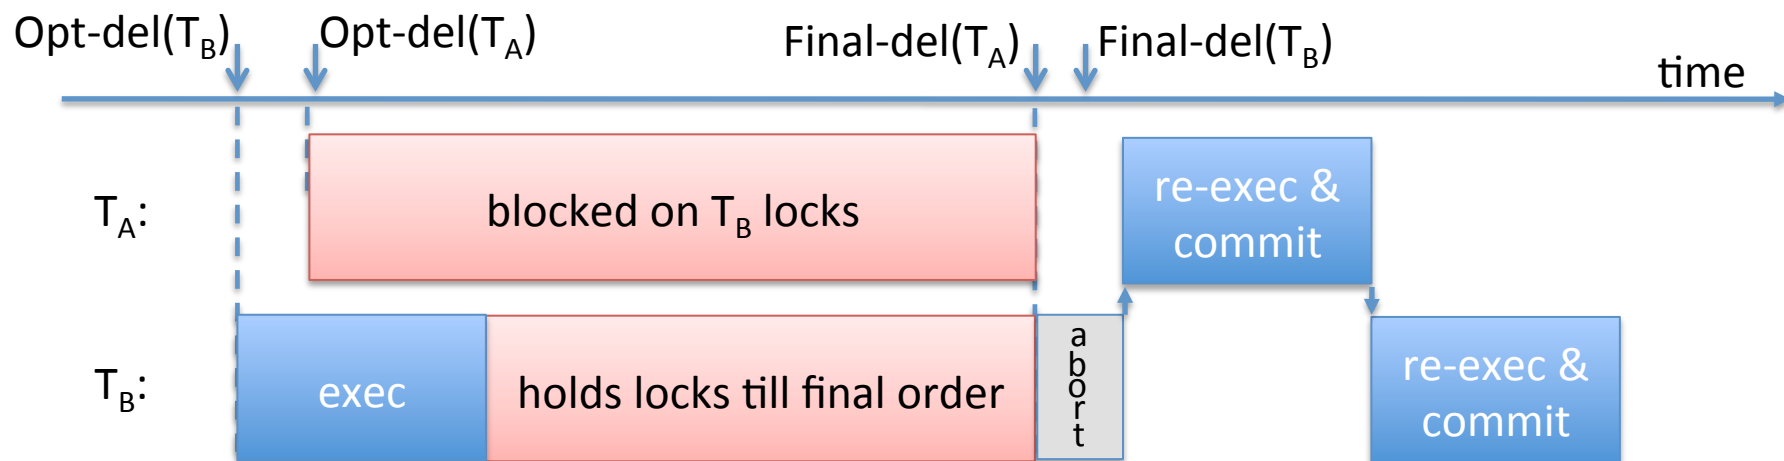 Opt-del(T_B) Opt-del(T_A) Final-del(T_A) Final-del(T_B)
time
T_A:
blocked on T_B locks
re-exec &
commit
T_B:
exec
holds locks till final order
abort
re-exec &
commit